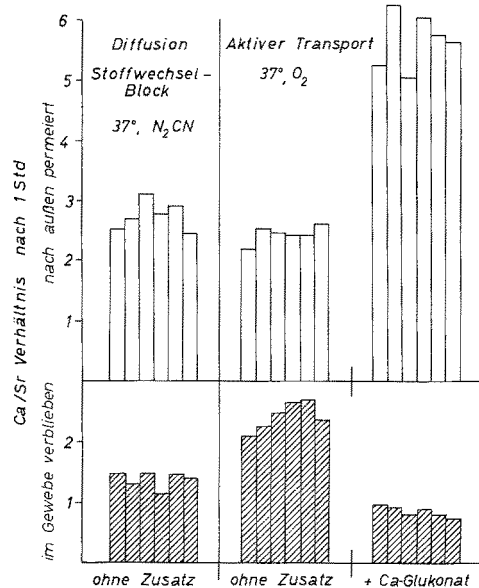 Diffusion
Stoffwechsel-
Block
37°, N₂CN
Aktiver Transport
37°, O₂
Ca/Sr Verhältnis nach 1 Std
nach außen permeiert
im Gewebe verblieben
6
5
4
3
2
1
2
1
ohne Zusatz
ohne Zusatz
+ Ca-Glukonat